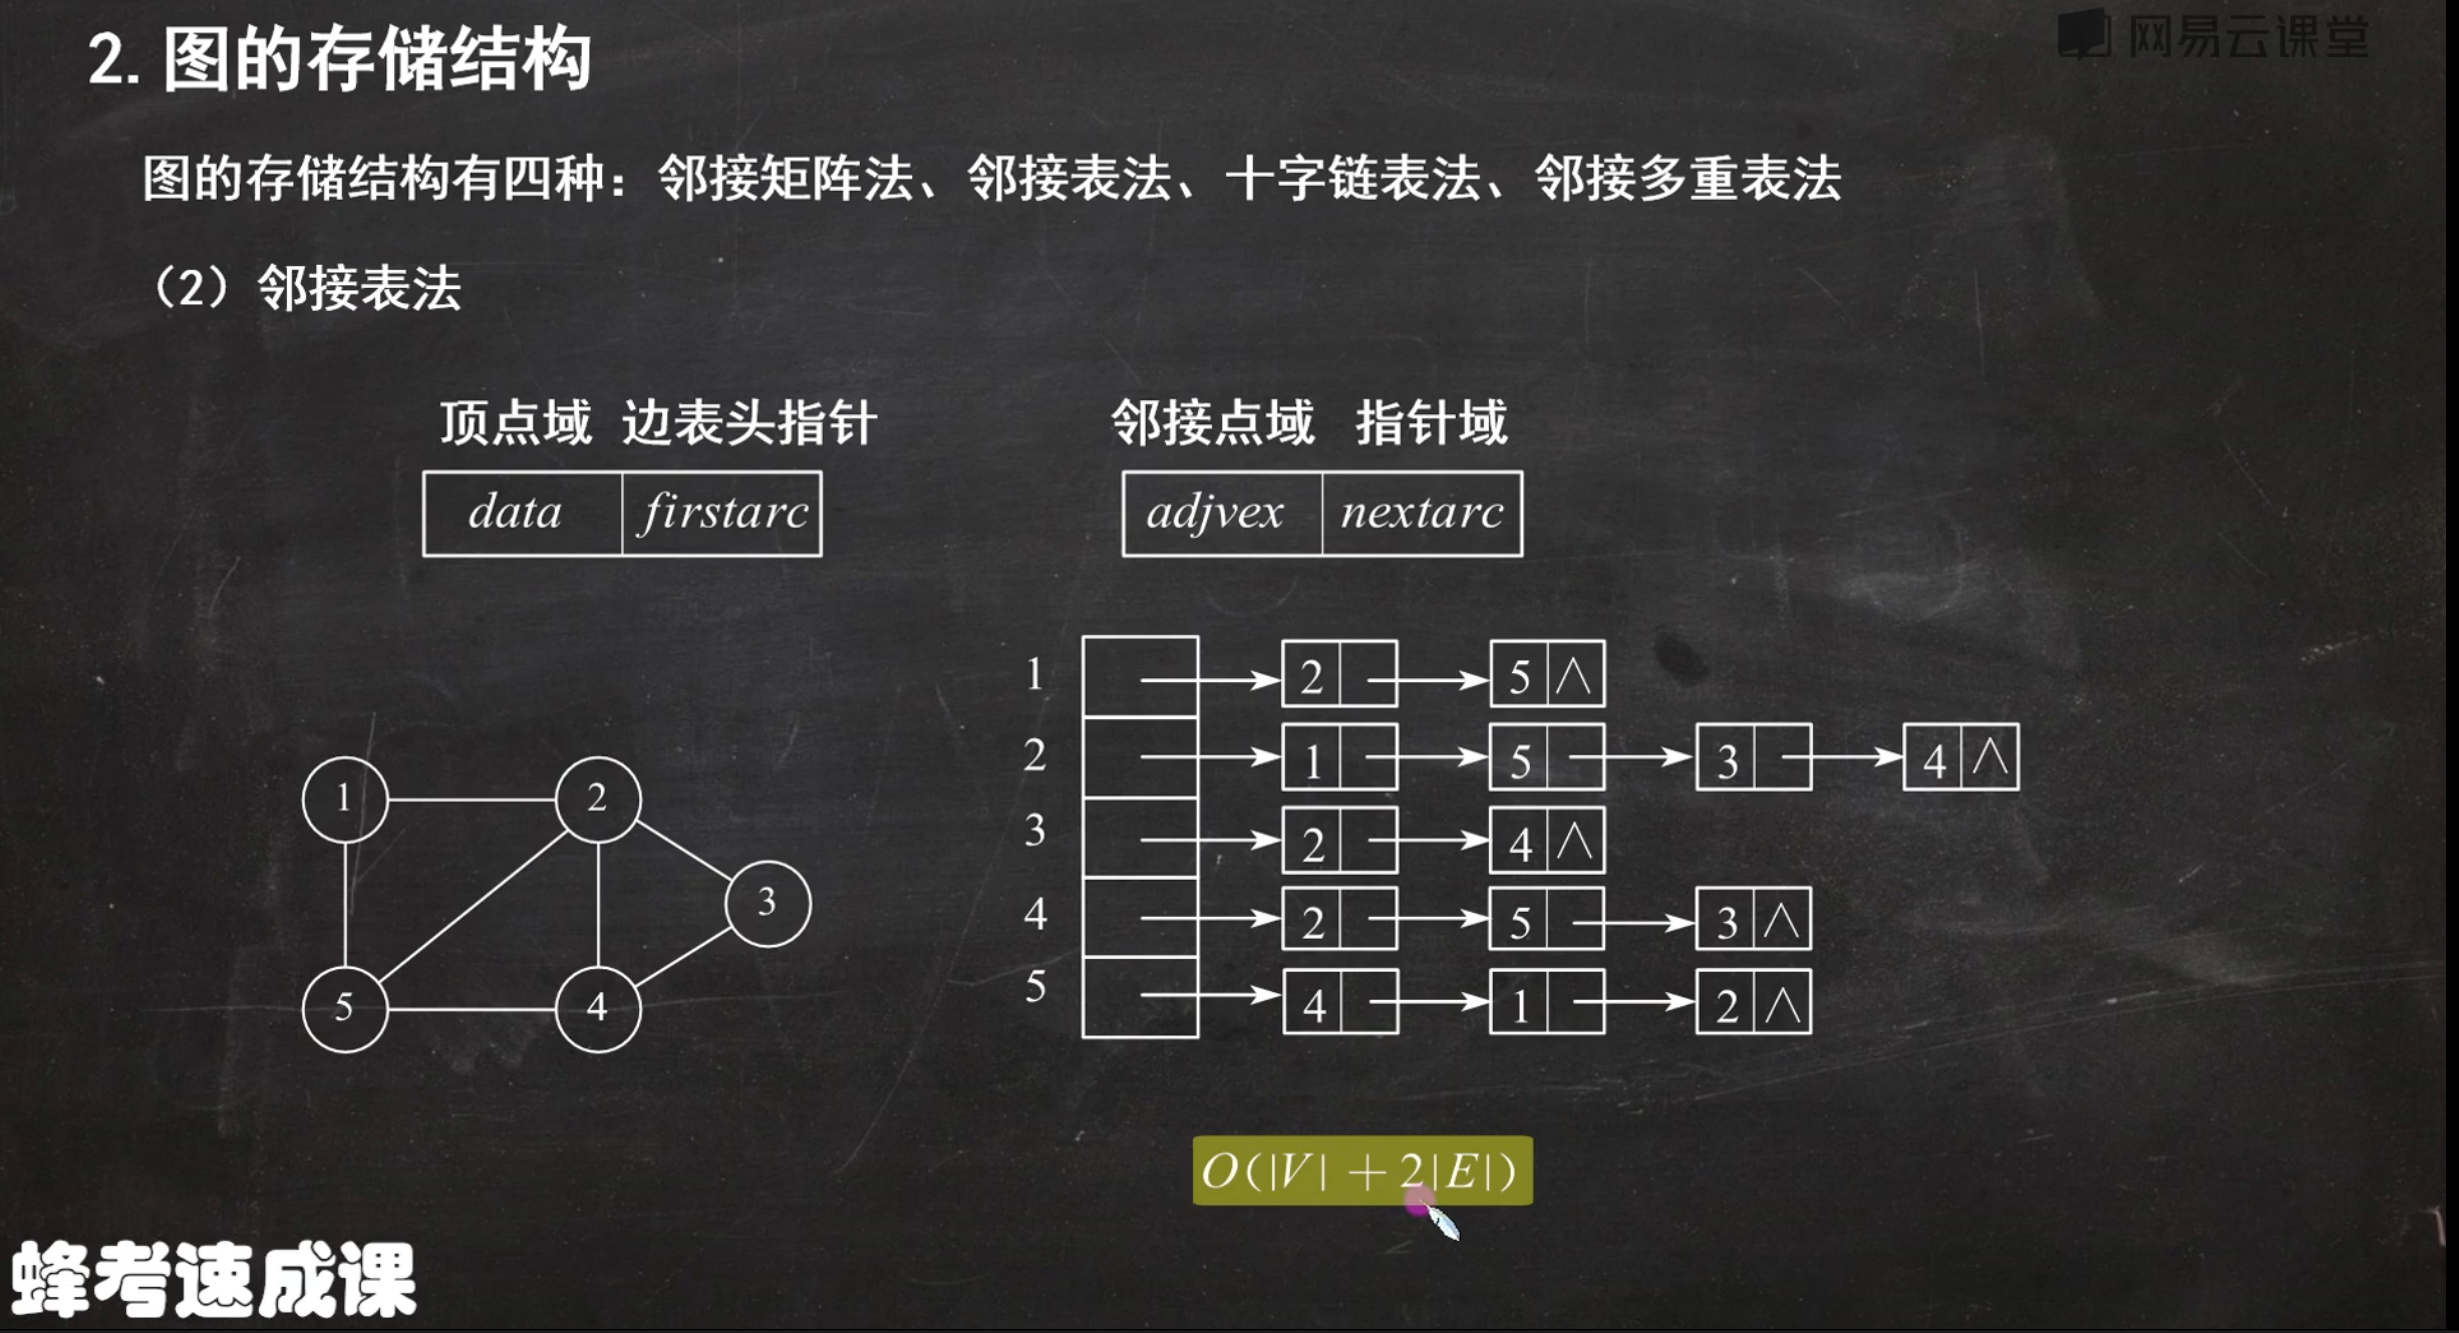 网易云课堂
2. 图的存储结构
图的存储结构有四种：邻接矩阵法、邻接表法、十字链表法、邻接多重表法
（2）邻接表法
顶点域 边表头指针 邻接点域 指针域
data firstarc adjvex nextarc
1 2 5 ∧
2 1 5 3 4 ∧
3 2 4 ∧
4 2 5 3 ∧
5 4 1 2 ∧
1 2
3
5 4
O(|V| + 2|E|)
蜂考速成课